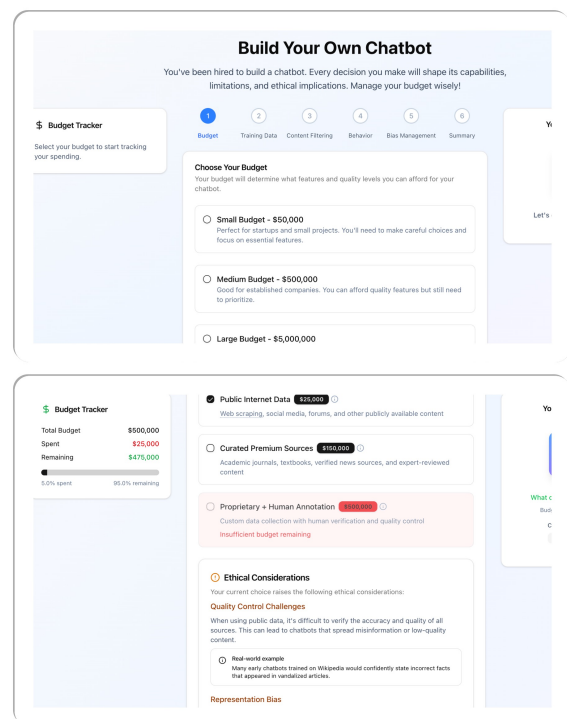 Build Your Own Chatbot
You've been hired to build a chatbot. Every decision you make will shape its capabilities,
limitations, and ethical implications. Manage your budget wisely!
$ Budget Tracker
Select your budget to start tracking
your spending.
1 2 3 4 5 6
Budget Training Data Content Filtering Behavior Bias Management Summary
Choose Your Budget
Your budget will determine what features and quality levels you can afford for your
chatbot.
Small Budget - $50,000
Perfect for startups and small projects. You'll need to make careful choices and
focus on essential features.
Medium Budget - $500,000
Good for established companies. You can afford quality features but still need
to prioritize.
Large Budget - $5,000,000
Let's
$ Budget Tracker
Total Budget $500,000
Spent $25,000
Remaining $475,000
5.0% spent 95.0% remaining
Public Internet Data $25,000
Web scraping, social media, forums, and other publicly available content
Curated Premium Sources $150,000
Academic journals, textbooks, verified news sources, and expert-reviewed
content
Proprietary + Human Annotation $500,000
Custom data collection with human verification and quality control
Insufficient budget remaining
Ethical Considerations
Your current choice raises the following ethical considerations:
Quality Control Challenges
When using public data, it's difficult to verify the accuracy and quality of all
sources. This can lead to chatbots that spread misinformation or low-quality
content.
Real-world example
Many early chatbots trained on Wikipedia would confidently state incorrect facts
that appeared in vandalized articles.
Representation Bias
Yo
What